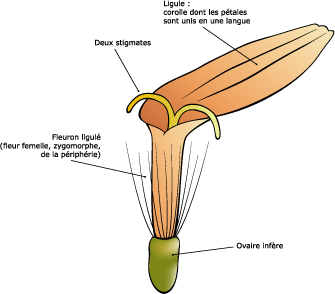 Ligule :
corolle dont les pétales
sont unis en une langue
Deux stigmates
Fleuron ligulé
(fleur femelle, zygomorphe,
de la périphérie)
Ovaire infère